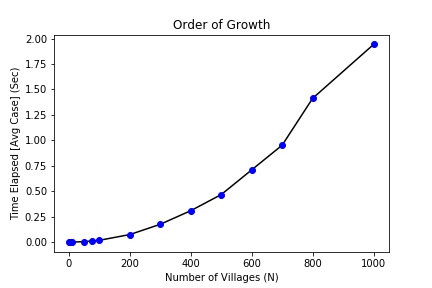 Order of Growth
Time Elapsed [Avg Case] (Sec)
2.00
1.75
1.50
1.25
1.00
0.75
0.50
0.25
0.00
0 200 400 600 800 1000
Number of Villages (N)